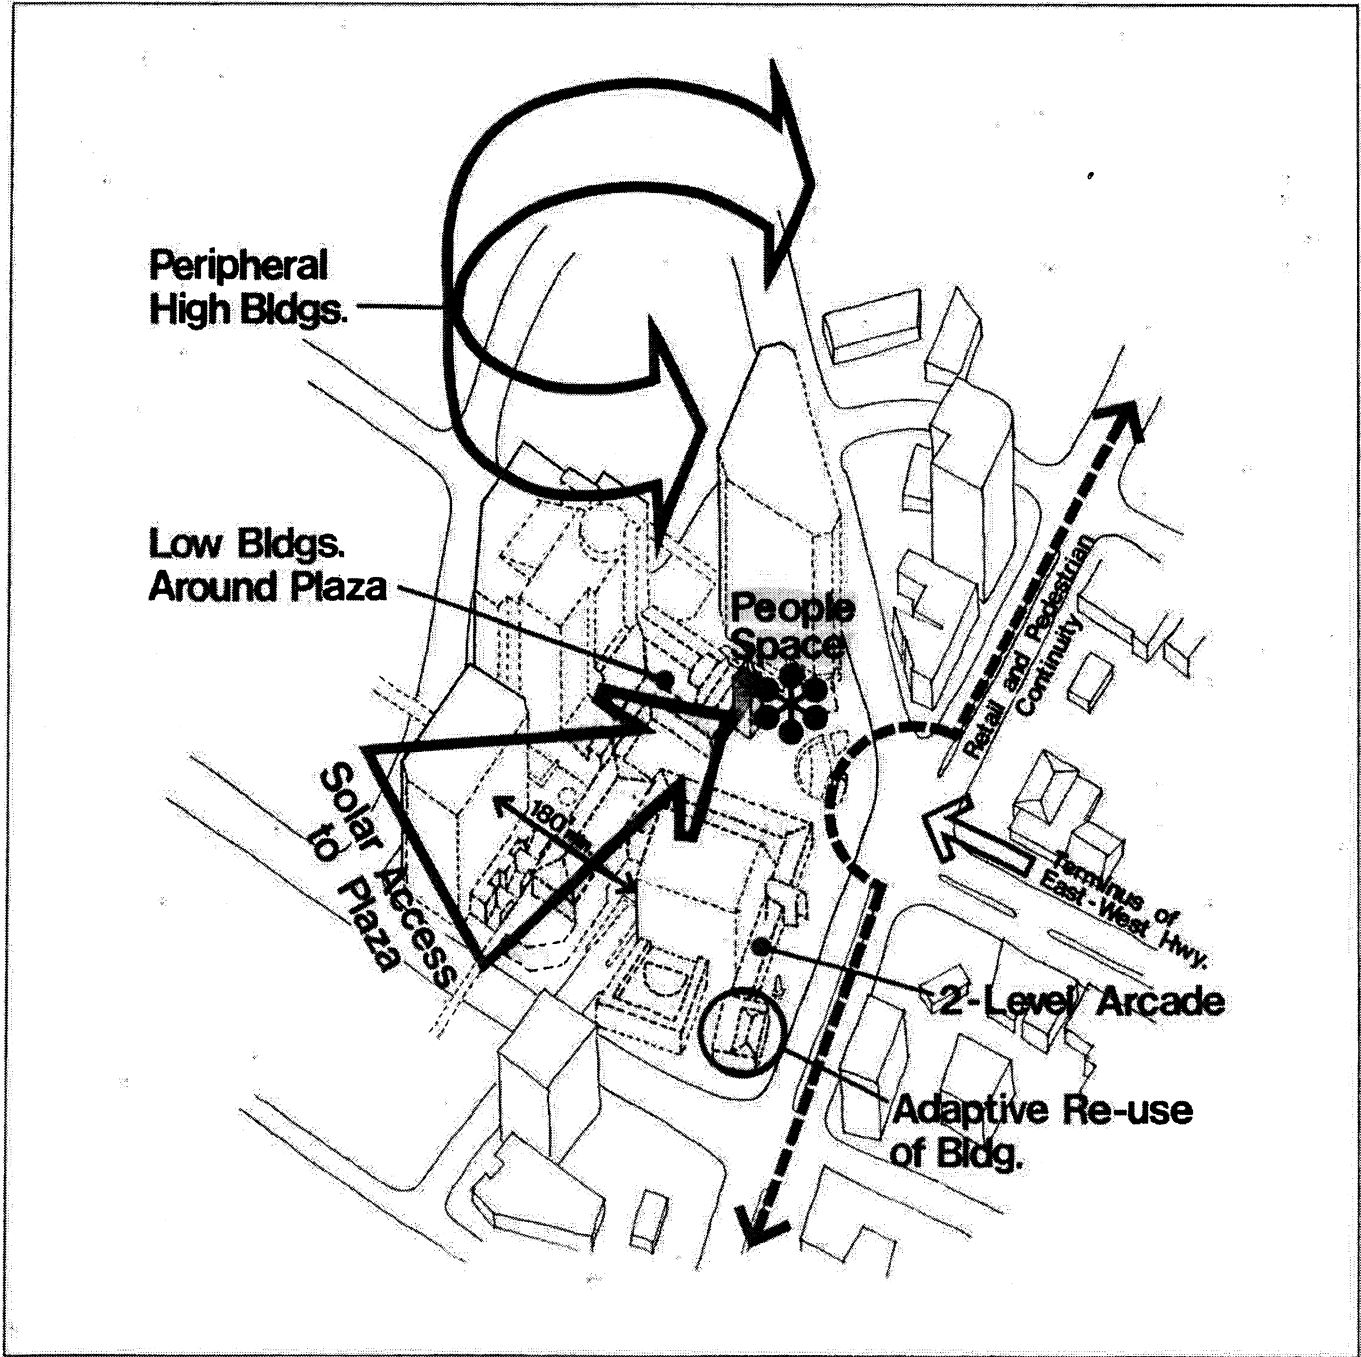 Peripheral
High Bldgs.
Low Bldgs.
Around Plaza
People
Space
Retail and Pedestrian
Continuity
Solar Access
to Plaza
180' Min.
Terminus of
East-West Hwy.
2-Level Arcade
Adaptive Re-use
of Bldg.